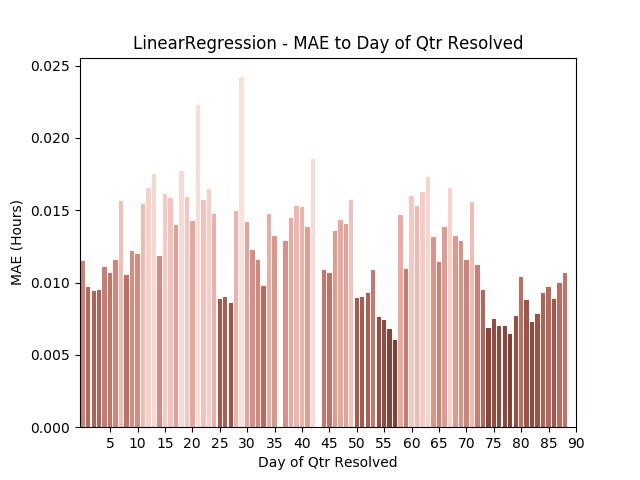 LinearRegression - MAE to Day of Qtr Resolved
0.025
0.020
0.015
0.010
0.005
0.000
MAE (Hours)
5 10 15 20 25 30 35 40 45 50 55 60 65 70 75 80 85 90
Day of Qtr Resolved